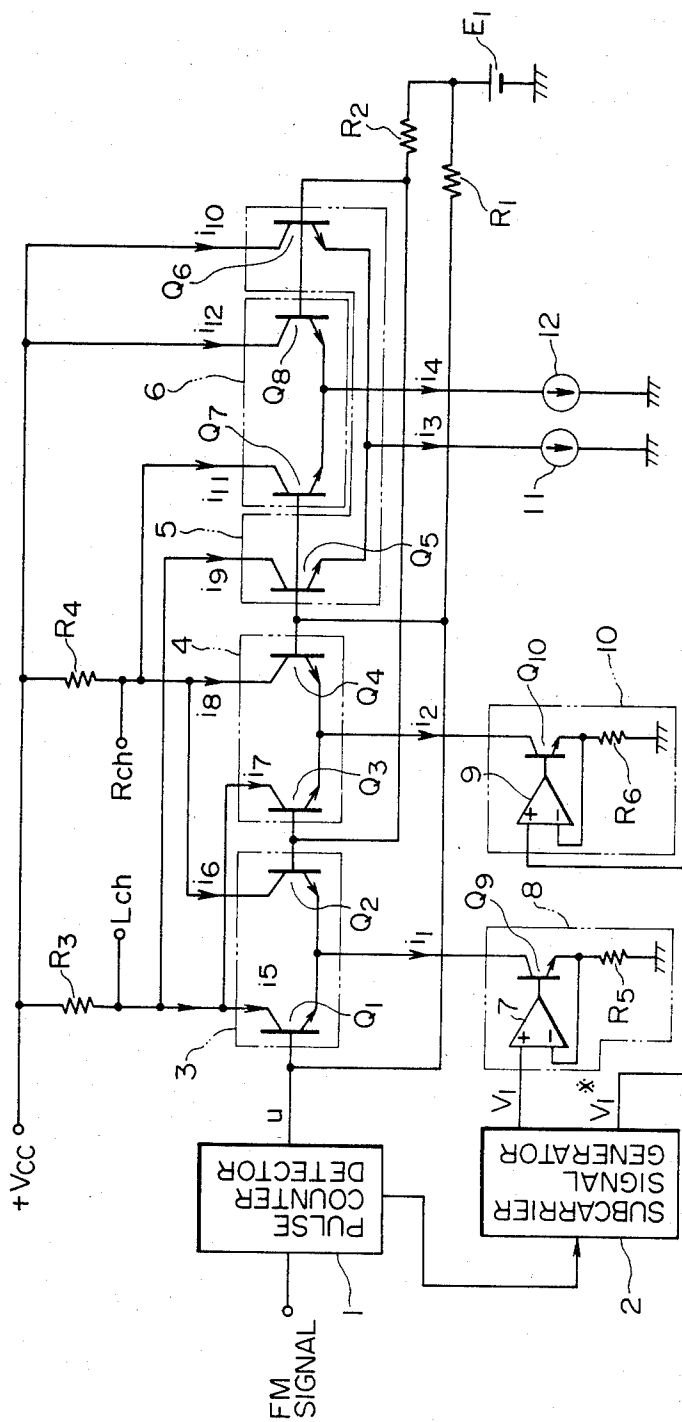 +Vcc
R3
Lch
Rch
R4
i5
i6
i7
i8
i9
i11
i12
i10
3
4
5
6
Q1
Q2
Q3
Q4
Q5
Q7
Q8
Q6
R2
R1
E1
u
i1
i2
i3
i4
11
12
FM
SIGNAL
PULSE
COUNTER
DETECTOR
1
SUBCARRIER
SIGNAL
GENERATOR
2
V1
V1*
7
+
−
Q9
8
R5
9
+
−
Q10
10
R6